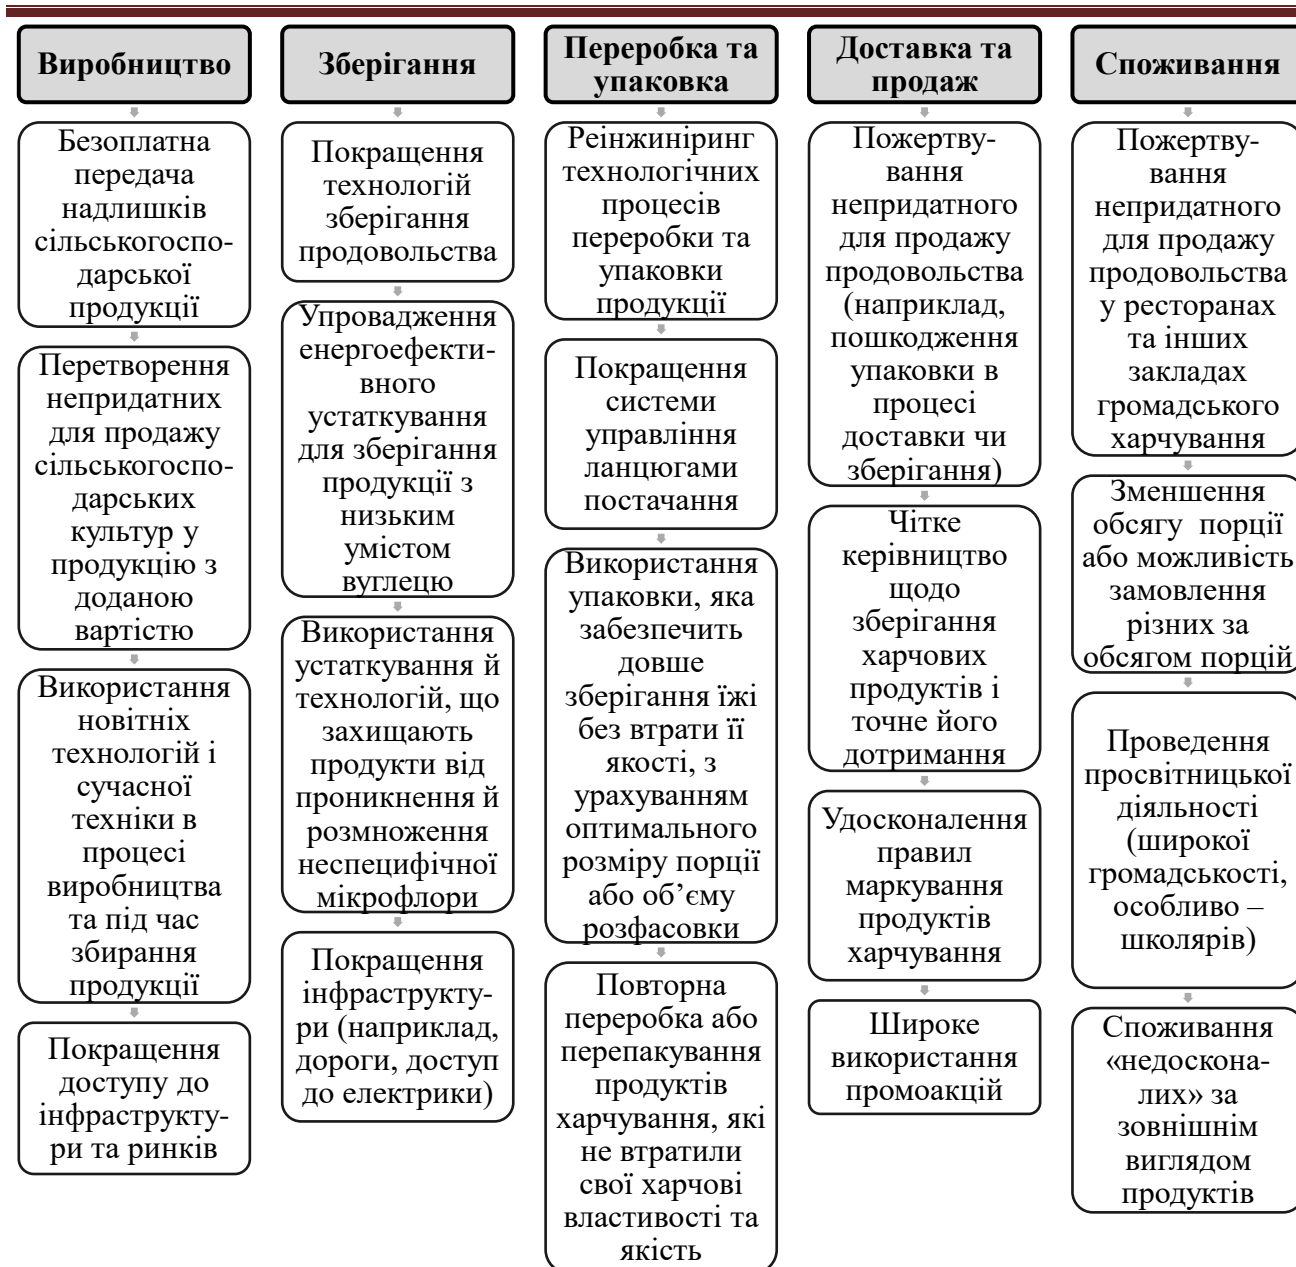 Виробництво
Безоплатна
передача
надлишків
сільськогоспо-
дарської
продукції
Перетворення
непридатних
для продажу
сільськогоспо-
дарських
культур у
продукцію з
доданою
вартістю
Використання
новітніх
технологій і
сучасної
техніки в
процесі
виробництва
та під час
збирання
продукції
Покращення
доступу до
інфраструкту-
ри та ринків
Зберігання
Покращення
технологій
зберігання
продовольства
Упровадження
енергоефекти-
вного
устаткування
для зберігання
продукції з
низьким
умістом
вуглецю
Використання
устаткування й
технологій, що
захищають
продукти від
проникнення й
розмноження
неспецифічної
мікрофлори
Покращення
інфраструкту-
ри (наприклад,
дороги, доступ
до електрики)
Переробка та
упаковка
Реінжиніринг
технологічних
процесів
переробки та
упаковки
продукції
Покращення
системи
управління
ланцюгами
постачання
Використання
упаковки, яка
забезпечить
довше
зберігання їжі
без втрати її
якості, з
урахуванням
оптимального
розміру порції
або об’єму
розфасовки
Повторна
переробка або
перепакування
продуктів
харчування, які
не втратили
свої харчові
властивості та
якість
Доставка та
продаж
Пожертву-
вання
непридатного
для продажу
продовольства
(наприклад,
пошкодження
упаковки в
процесі
доставки чи
зберігання)
Чітке
керівництво
щодо
зберігання
харчових
продуктів і
точне його
дотримання
Удосконалення
правил
маркування
продуктів
харчування
Широке
використання
промоакцій
Споживання
Пожертву-
вання
непридатного
для продажу
продовольства
у ресторанах
та інших
закладах
громадського
харчування
Зменшення
обсягу порції
або можливість
замовлення
різних за
обсягом порцій
Проведення
просвітницької
діяльності
(широкої
громадськості,
особливо –
школярів)
Споживання
«недоскона-
лих» за
зовнішнім
виглядом
продуктів